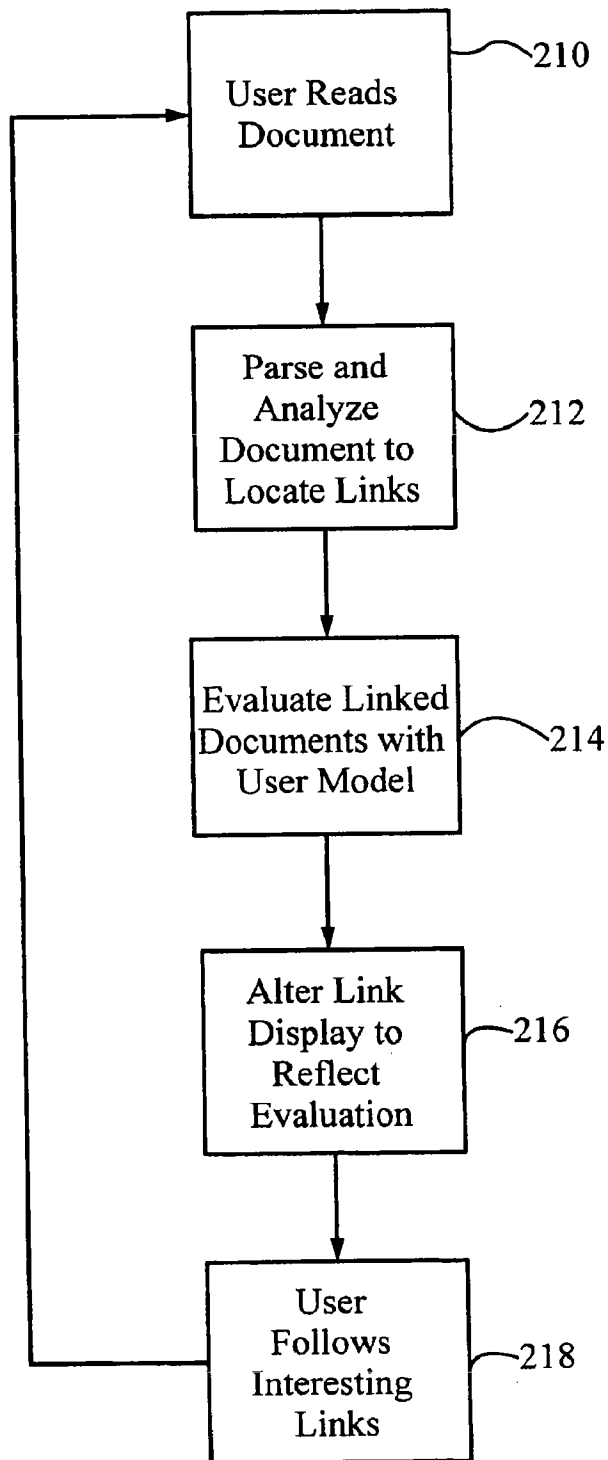 User Reads
Document
210
Parse and
Analyze
Document to
Locate Links
212
Evaluate Linked
Documents with
User Model
214
Alter Link
Display to
Reflect
Evaluation
216
User
Follows
Interesting
Links
218